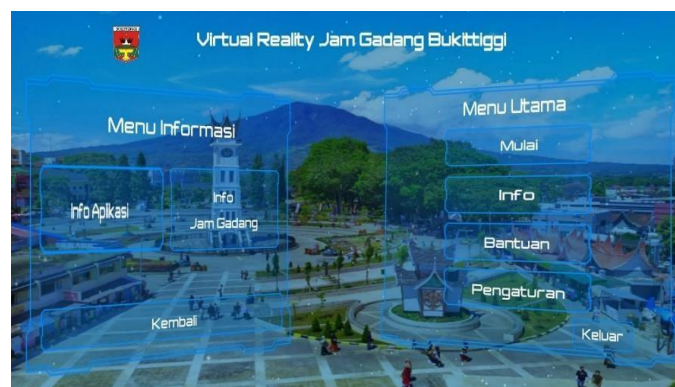 Virtual Reality Jam Gadang Bukittiggi
Menu Informasi
Info Aplikasi
Info
Jam Gadang
Kembali
Menu Utama
Mulai
Info
Bantuan
Pengaturan
Keluar